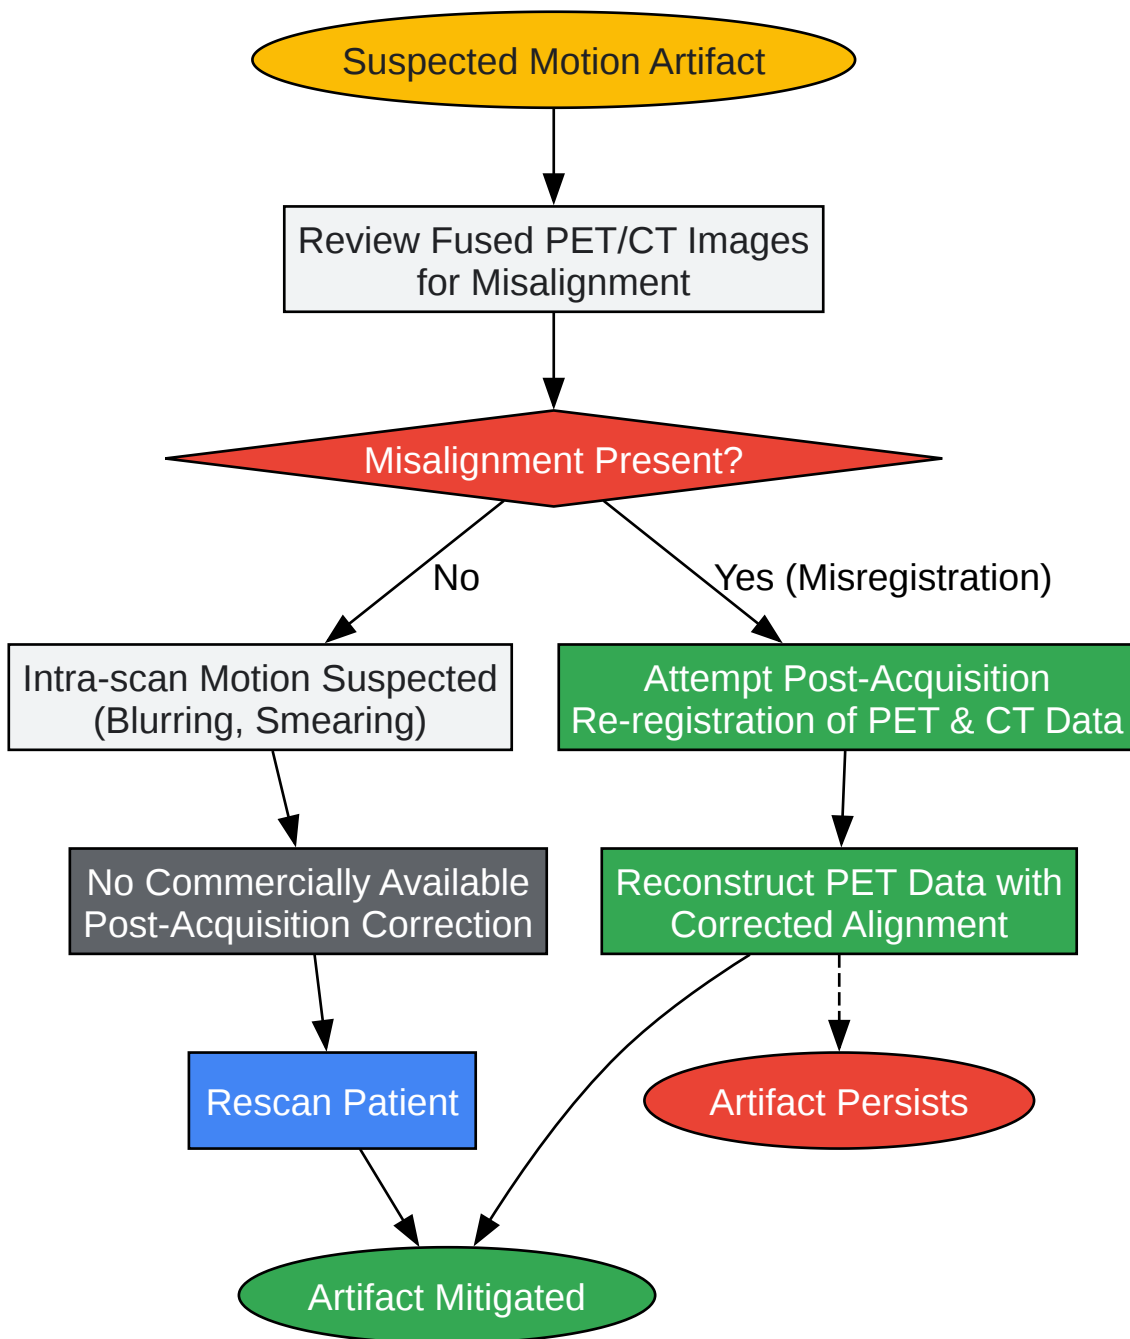 Suspected Motion Artifact
Review Fused PET/CT Images
for Misalignment
Misalignment Present?
No
Yes (Misregistration)
Intra-scan Motion Suspected
(Blurring, Smearing)
Attempt Post-Acquisition
Re-registration of PET & CT Data
No Commercially Available
Post-Acquisition Correction
Reconstruct PET Data with
Corrected Alignment
Rescan Patient
Artifact Persists
Artifact Mitigated